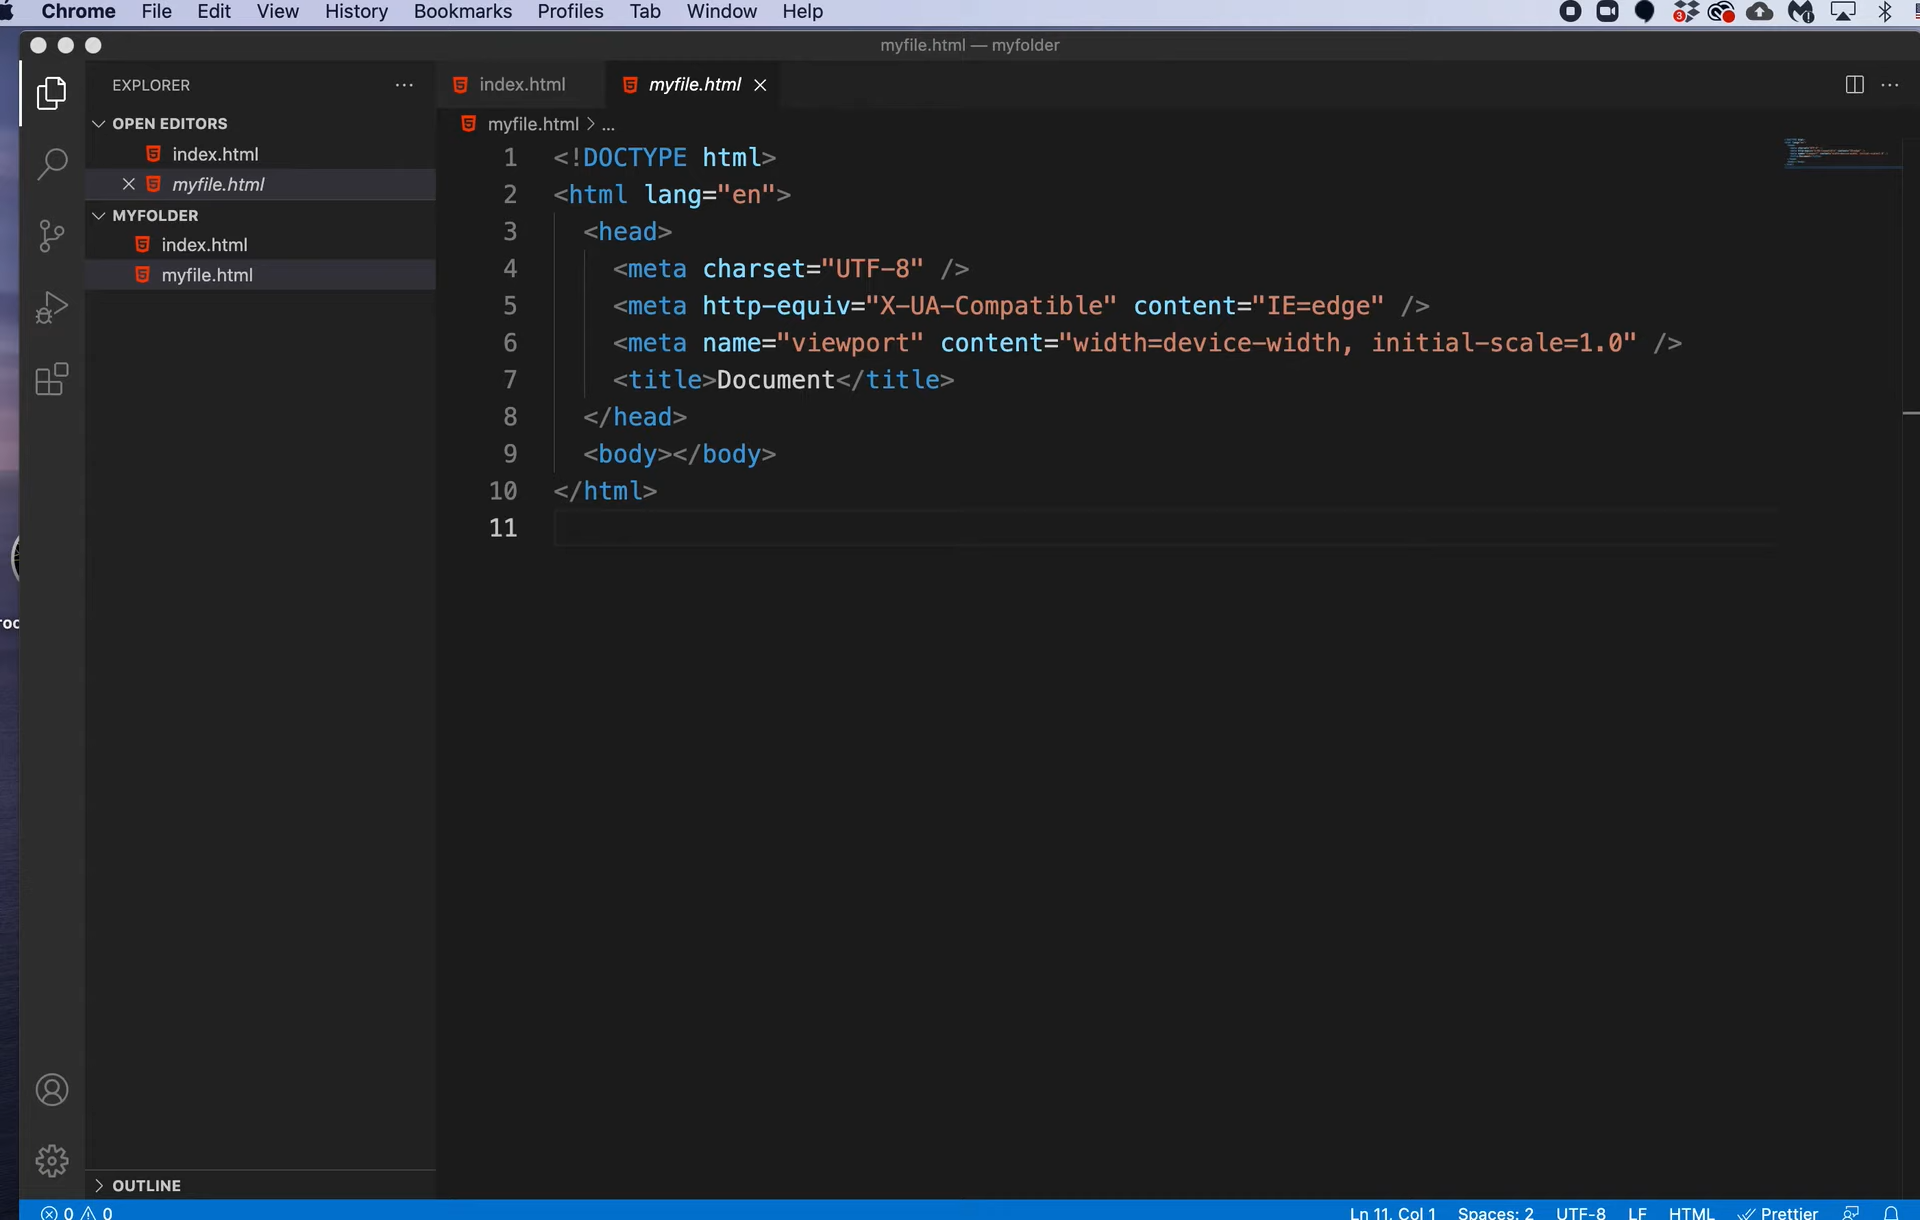 Chrome File Edit View History Bookmarks Profiles Tab Window Help
3
myfile.html — myfolder
EXPLORER ...
index.html
myfile.html
OPEN EDITORS
index.html
myfile.html
MYFOLDER
index.html
myfile.html
myfile.html > ...
1 <!DOCTYPE html>
2 <html lang="en">
3 <head>
4 <meta charset="UTF-8" />
5 <meta http-equiv="X-UA-Compatible" content="IE=edge" />
6 <meta name="viewport" content="width=device-width, initial-scale=1.0" />
7 <title>Document</title>
8 </head>
9 <body></body>
10 </html>
11
OUTLINE
0 0
Ln 11, Col 1 Spaces: 2 UTF-8 LF HTML Prettier